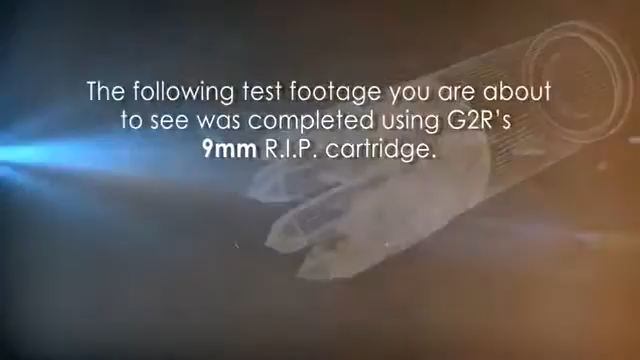 The following test footage you are about
to see was completed using G2R's
9mm R.I.P. cartridge.